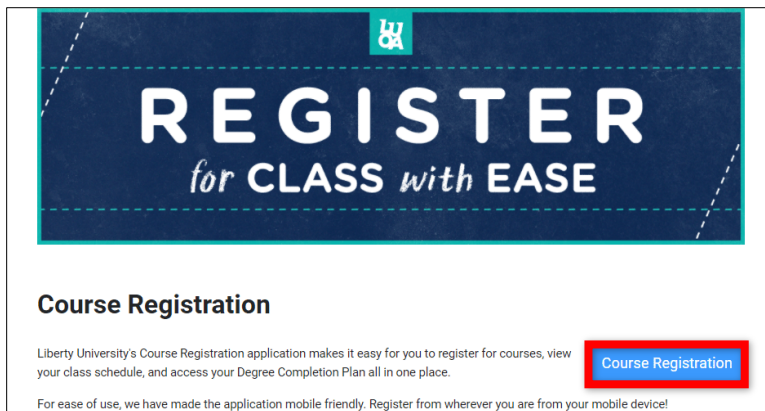 LUOA
REGISTER
for CLASS with EASE
Course Registration
Liberty University's Course Registration application makes it easy for you to register for courses, view
your class schedule, and access your Degree Completion Plan all in one place.
Course Registration
For ease of use, we have made the application mobile friendly. Register from wherever you are from your mobile device!